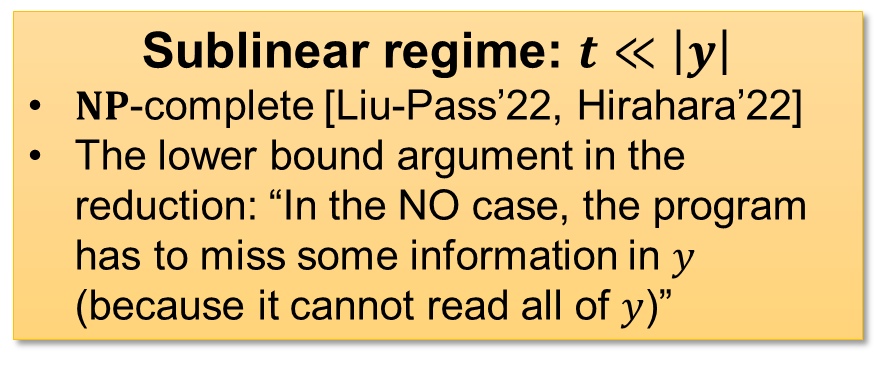 Sublinear regime: 𝒕 ≪ |𝒚|
• NP-complete [Liu-Pass’22, Hirahara’22]
• The lower bound argument in the
reduction: “In the NO case, the program
has to miss some information in 𝑦
(because it cannot read all of 𝑦)”